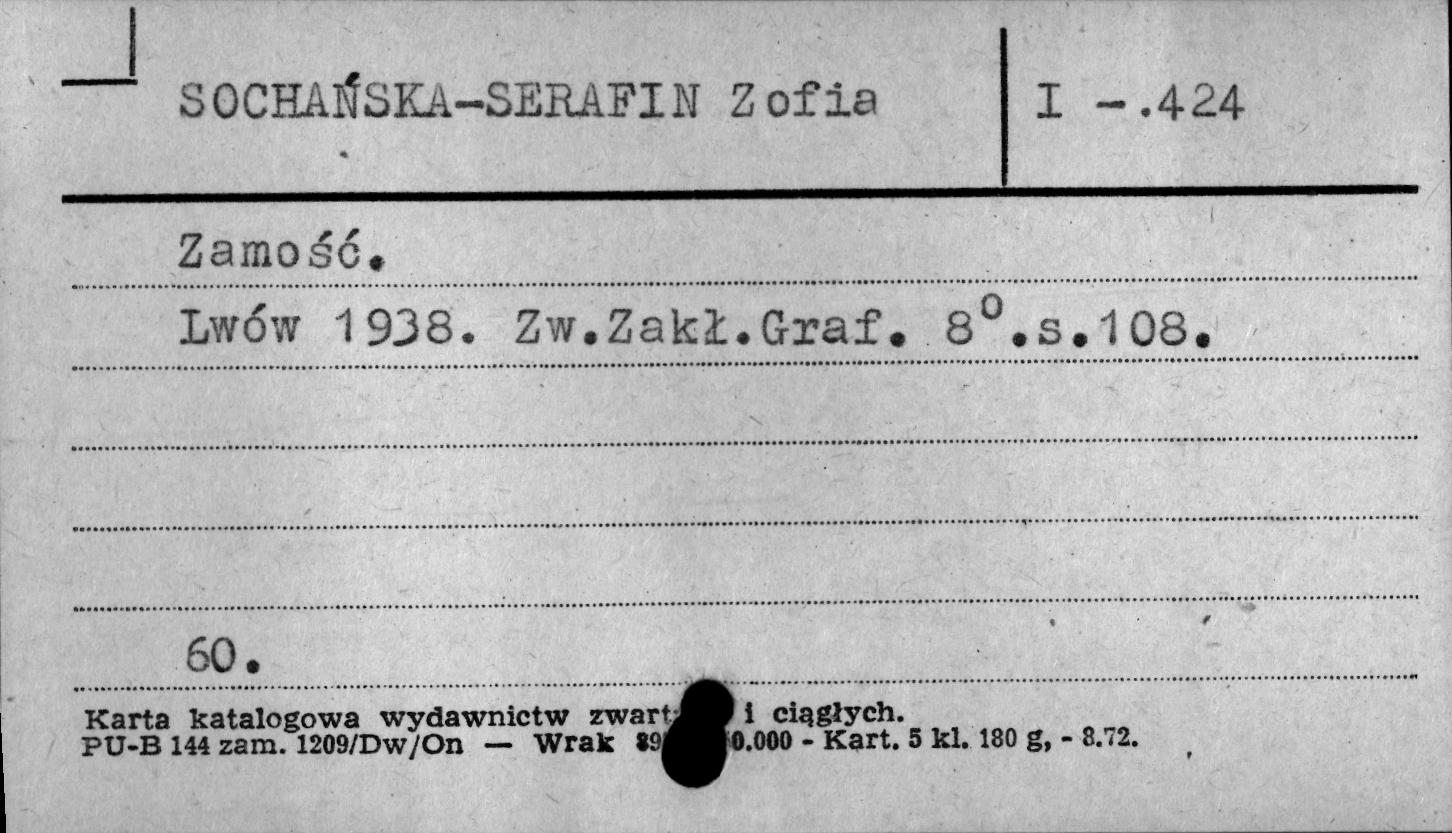 SOCHAŃSKA-SERAFIN Zofia
I -.424
Zamość.
Lwów 1938. Zw.Zakł.Graf. 8⁰.s.108.
60.
Karta katalogowa wydawnictw i ciągłych.
PU-B 144 zam. 1209/Dw/On — Wrak 0.000 - Kart. 5 kl. 180 g, - 8.72.